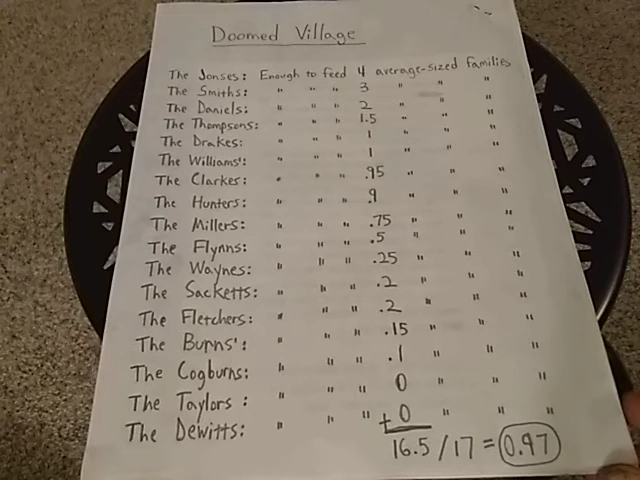 Doomed Village
The Jonses: Enough to feed 4 average-sized families
The Smiths: " " " 3 " " "
The Daniels: " " " 2 " " "
The Thompsons: " " " 1.5 " " "
The Drakes: " " " 1 " " "
The Williams': " " " 1 " " "
The Clarkes: " " " .95 " " "
The Hunters: " " " .9 " " "
The Millers: " " " .75 " " "
The Flynns: " " " .5 " " "
The Waynes: " " " .25 " " "
The Sacketts: " " " .2 " " "
The Fletchers: " " " .2 " " "
The Burns': " " " .15 " " "
The Cogburns: " " " .1 " " "
The Taylors: " " " 0 " " "
The Dewitts: " " " +0 " " "
16.5/17 = 0.97